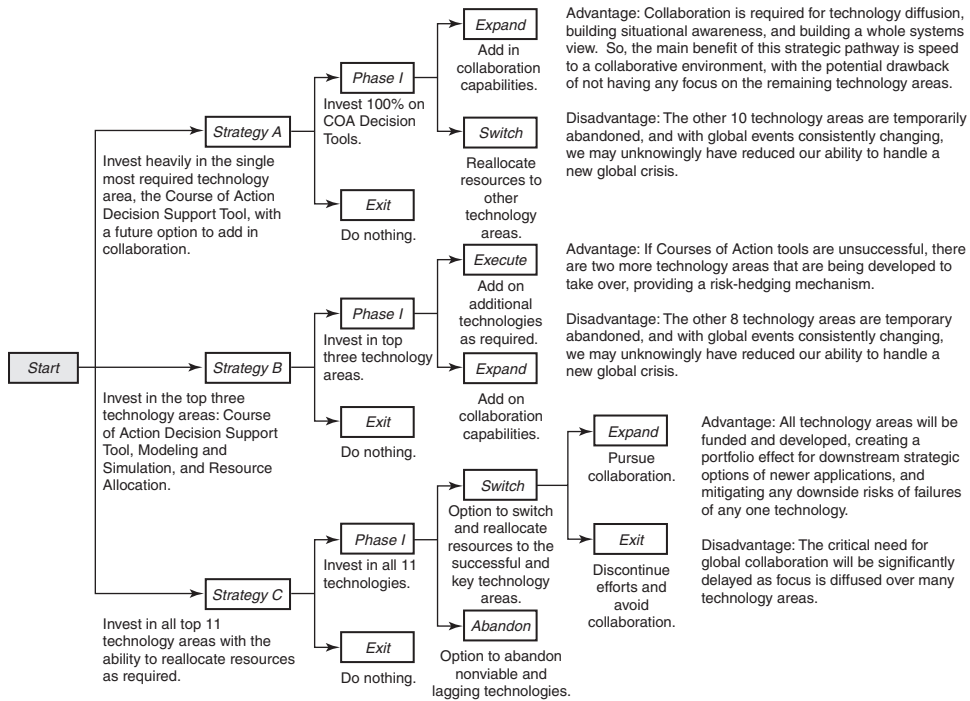 Start
Strategy A
Invest heavily in the single
most required technology
area, the Course of Action
Decision Support Tool, with
a future option to add in
collaboration.
Phase I
Invest 100% on
COA Decision
Tools.
Exit
Do nothing.
Expand
Add in
collaboration
capabilities.
Switch
Reallocate
resources to
other
technology
areas.
Advantage: Collaboration is required for technology diffusion,
building situational awareness, and building a whole systems
view.  So, the main benefit of this strategic pathway is speed
to a collaborative environment, with the potential drawback
of not having any focus on the remaining technology areas.
Disadvantage: The other 10 technology areas are temporarily
abandoned, and with global events consistently changing,
we may unknowingly have reduced our ability to handle a
new global crisis.
Strategy B
Invest in the top three
technology areas: Course
of Action Decision Support
Tool, Modeling and
Simulation, and Resource
Allocation.
Phase I
Invest in top
three technology
areas.
Exit
Do nothing.
Execute
Add on
additional
technologies
as required.
Expand
Add on
collaboration
capabilities.
Advantage: If Courses of Action tools are unsuccessful, there
are two more technology areas that are being developed to
take over, providing a risk-hedging mechanism.
Disadvantage: The other 8 technology areas are temporary
abandoned, and with global events consistently changing,
we may unknowingly have reduced our ability to handle a
new global crisis.
Strategy C
Invest in all top 11
technology areas with the
ability to reallocate resources
as required.
Phase I
Invest in all 11
technologies.
Exit
Do nothing.
Switch
Option to switch
and reallocate
resources to the
successful and
key technology
areas.
Abandon
Option to abandon
nonviable and
lagging technologies.
Expand
Pursue
collaboration.
Exit
Discontinue
efforts and
avoid
collaboration.
Advantage: All technology areas will be
funded and developed, creating a
portfolio effect for downstream strategic
options of newer applications, and
mitigating any downside risks of failures
of any one technology.
Disadvantage: The critical need for
global collaboration will be significantly
delayed as focus is diffused over many
technology areas.